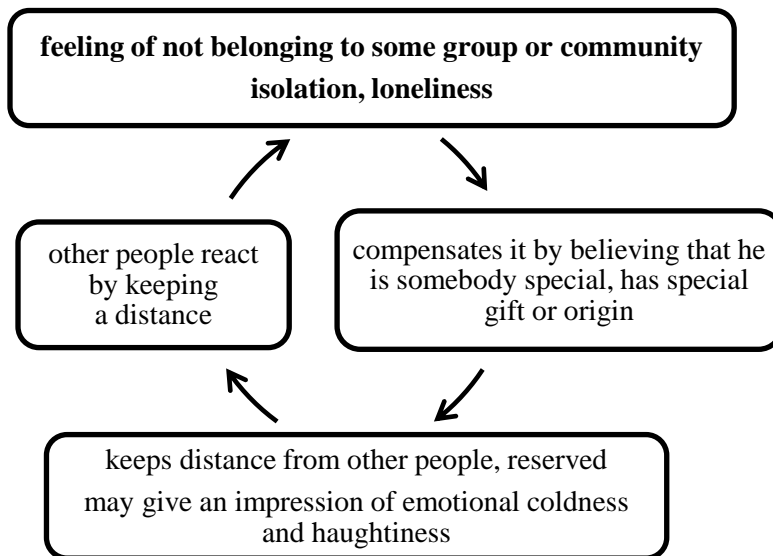 feeling of not belonging to some group or community
isolation, loneliness
compensates it by believing that he
is somebody special, has special
gift or origin
keeps distance from other people, reserved
may give an impression of emotional coldness
and haughtiness
other people react
by keeping
a distance